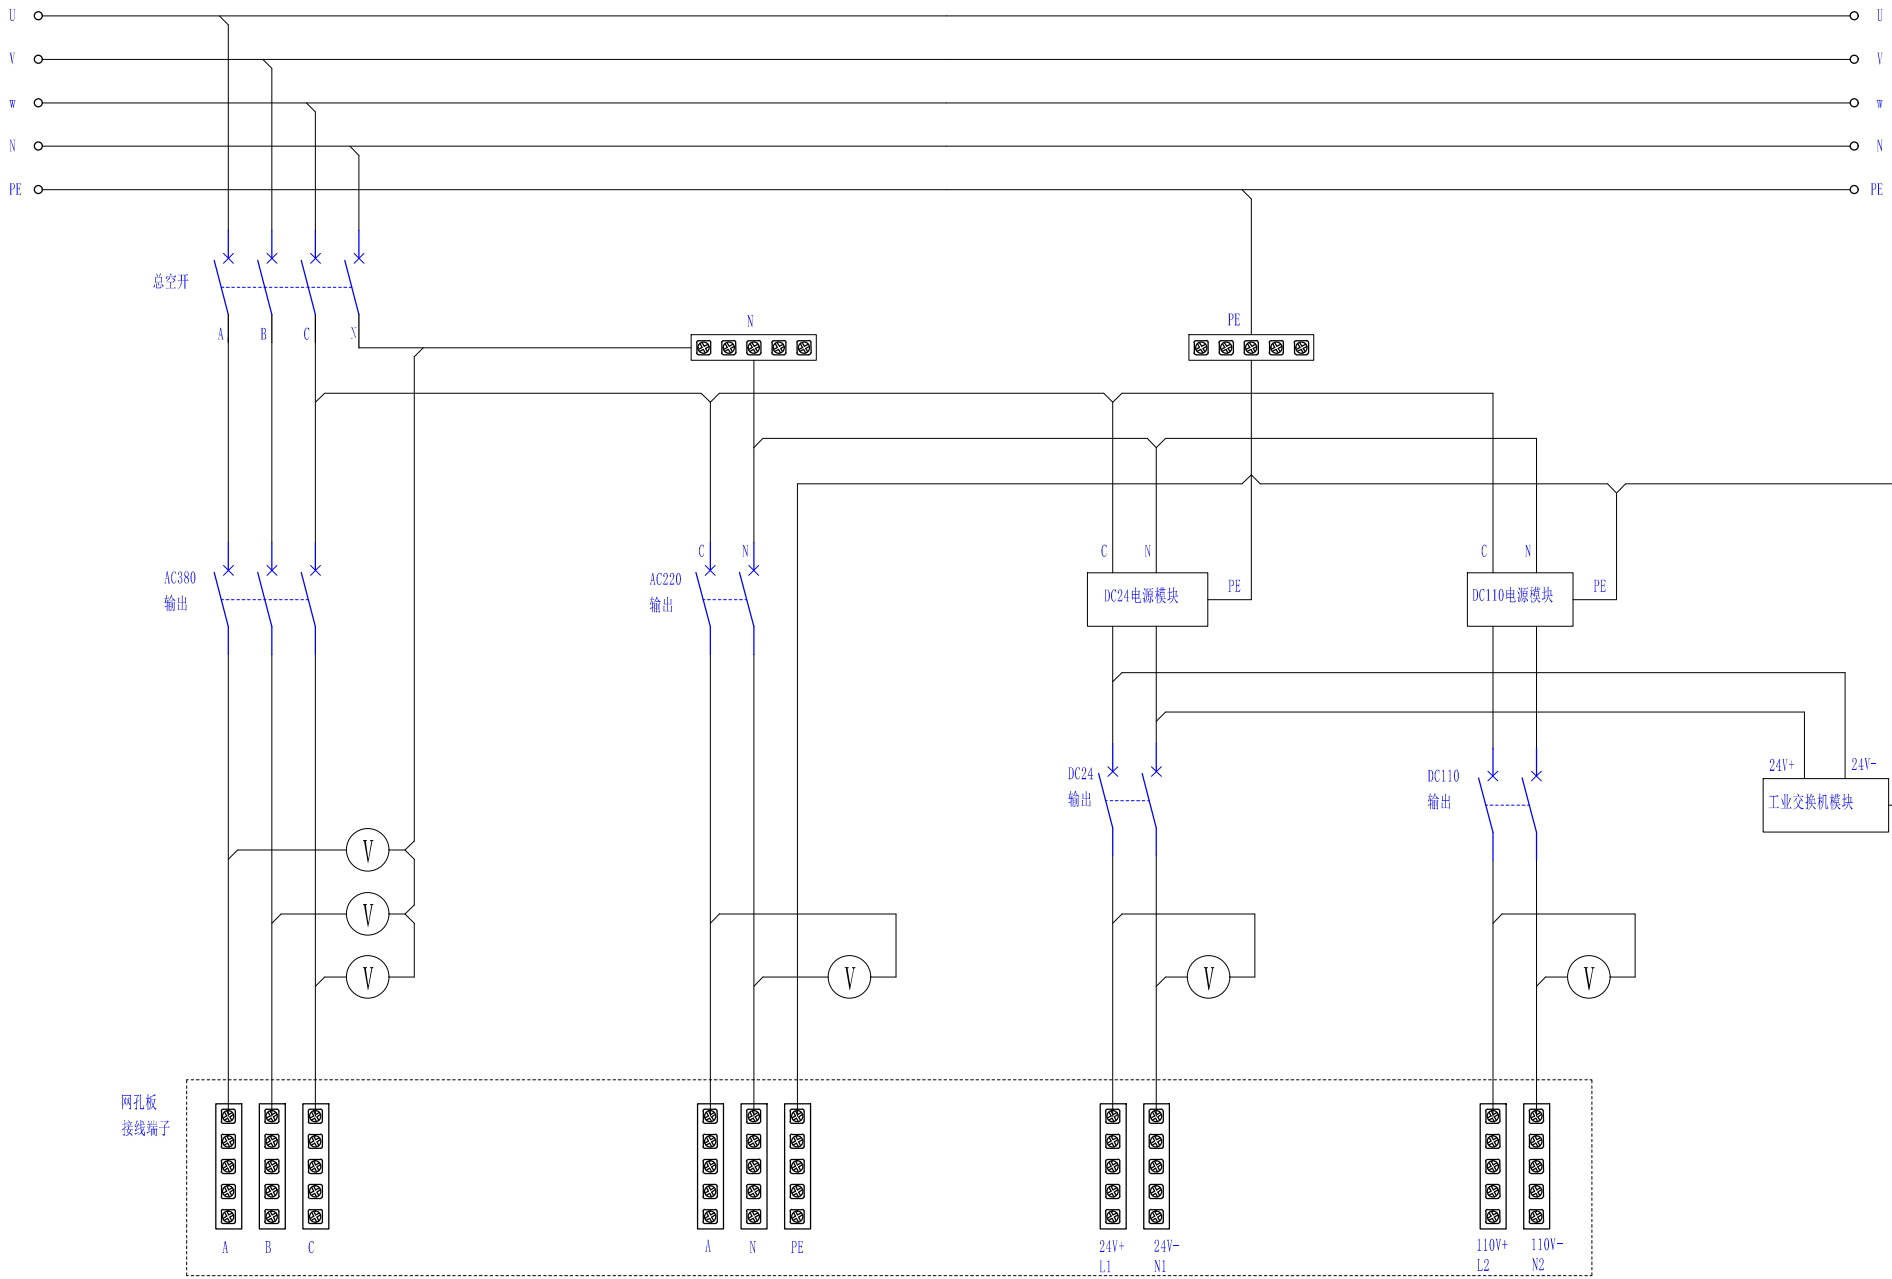 U
U
V
V
w
w
N
N
PE
PE
总空开
A
B
C
N
N
PE
AC380
输出
C
N
AC220
输出
C
N
DC24电源模块
PE
C
N
DC110电源模块
PE
DC24
输出
DC110
输出
24V+
24V-
工业交换机模块
V
V
V
V
V
V
网孔板
接线端子
A
B
C
A
N
PE
24V+
L1
24V-
N1
110V+
L2
110V-
N2